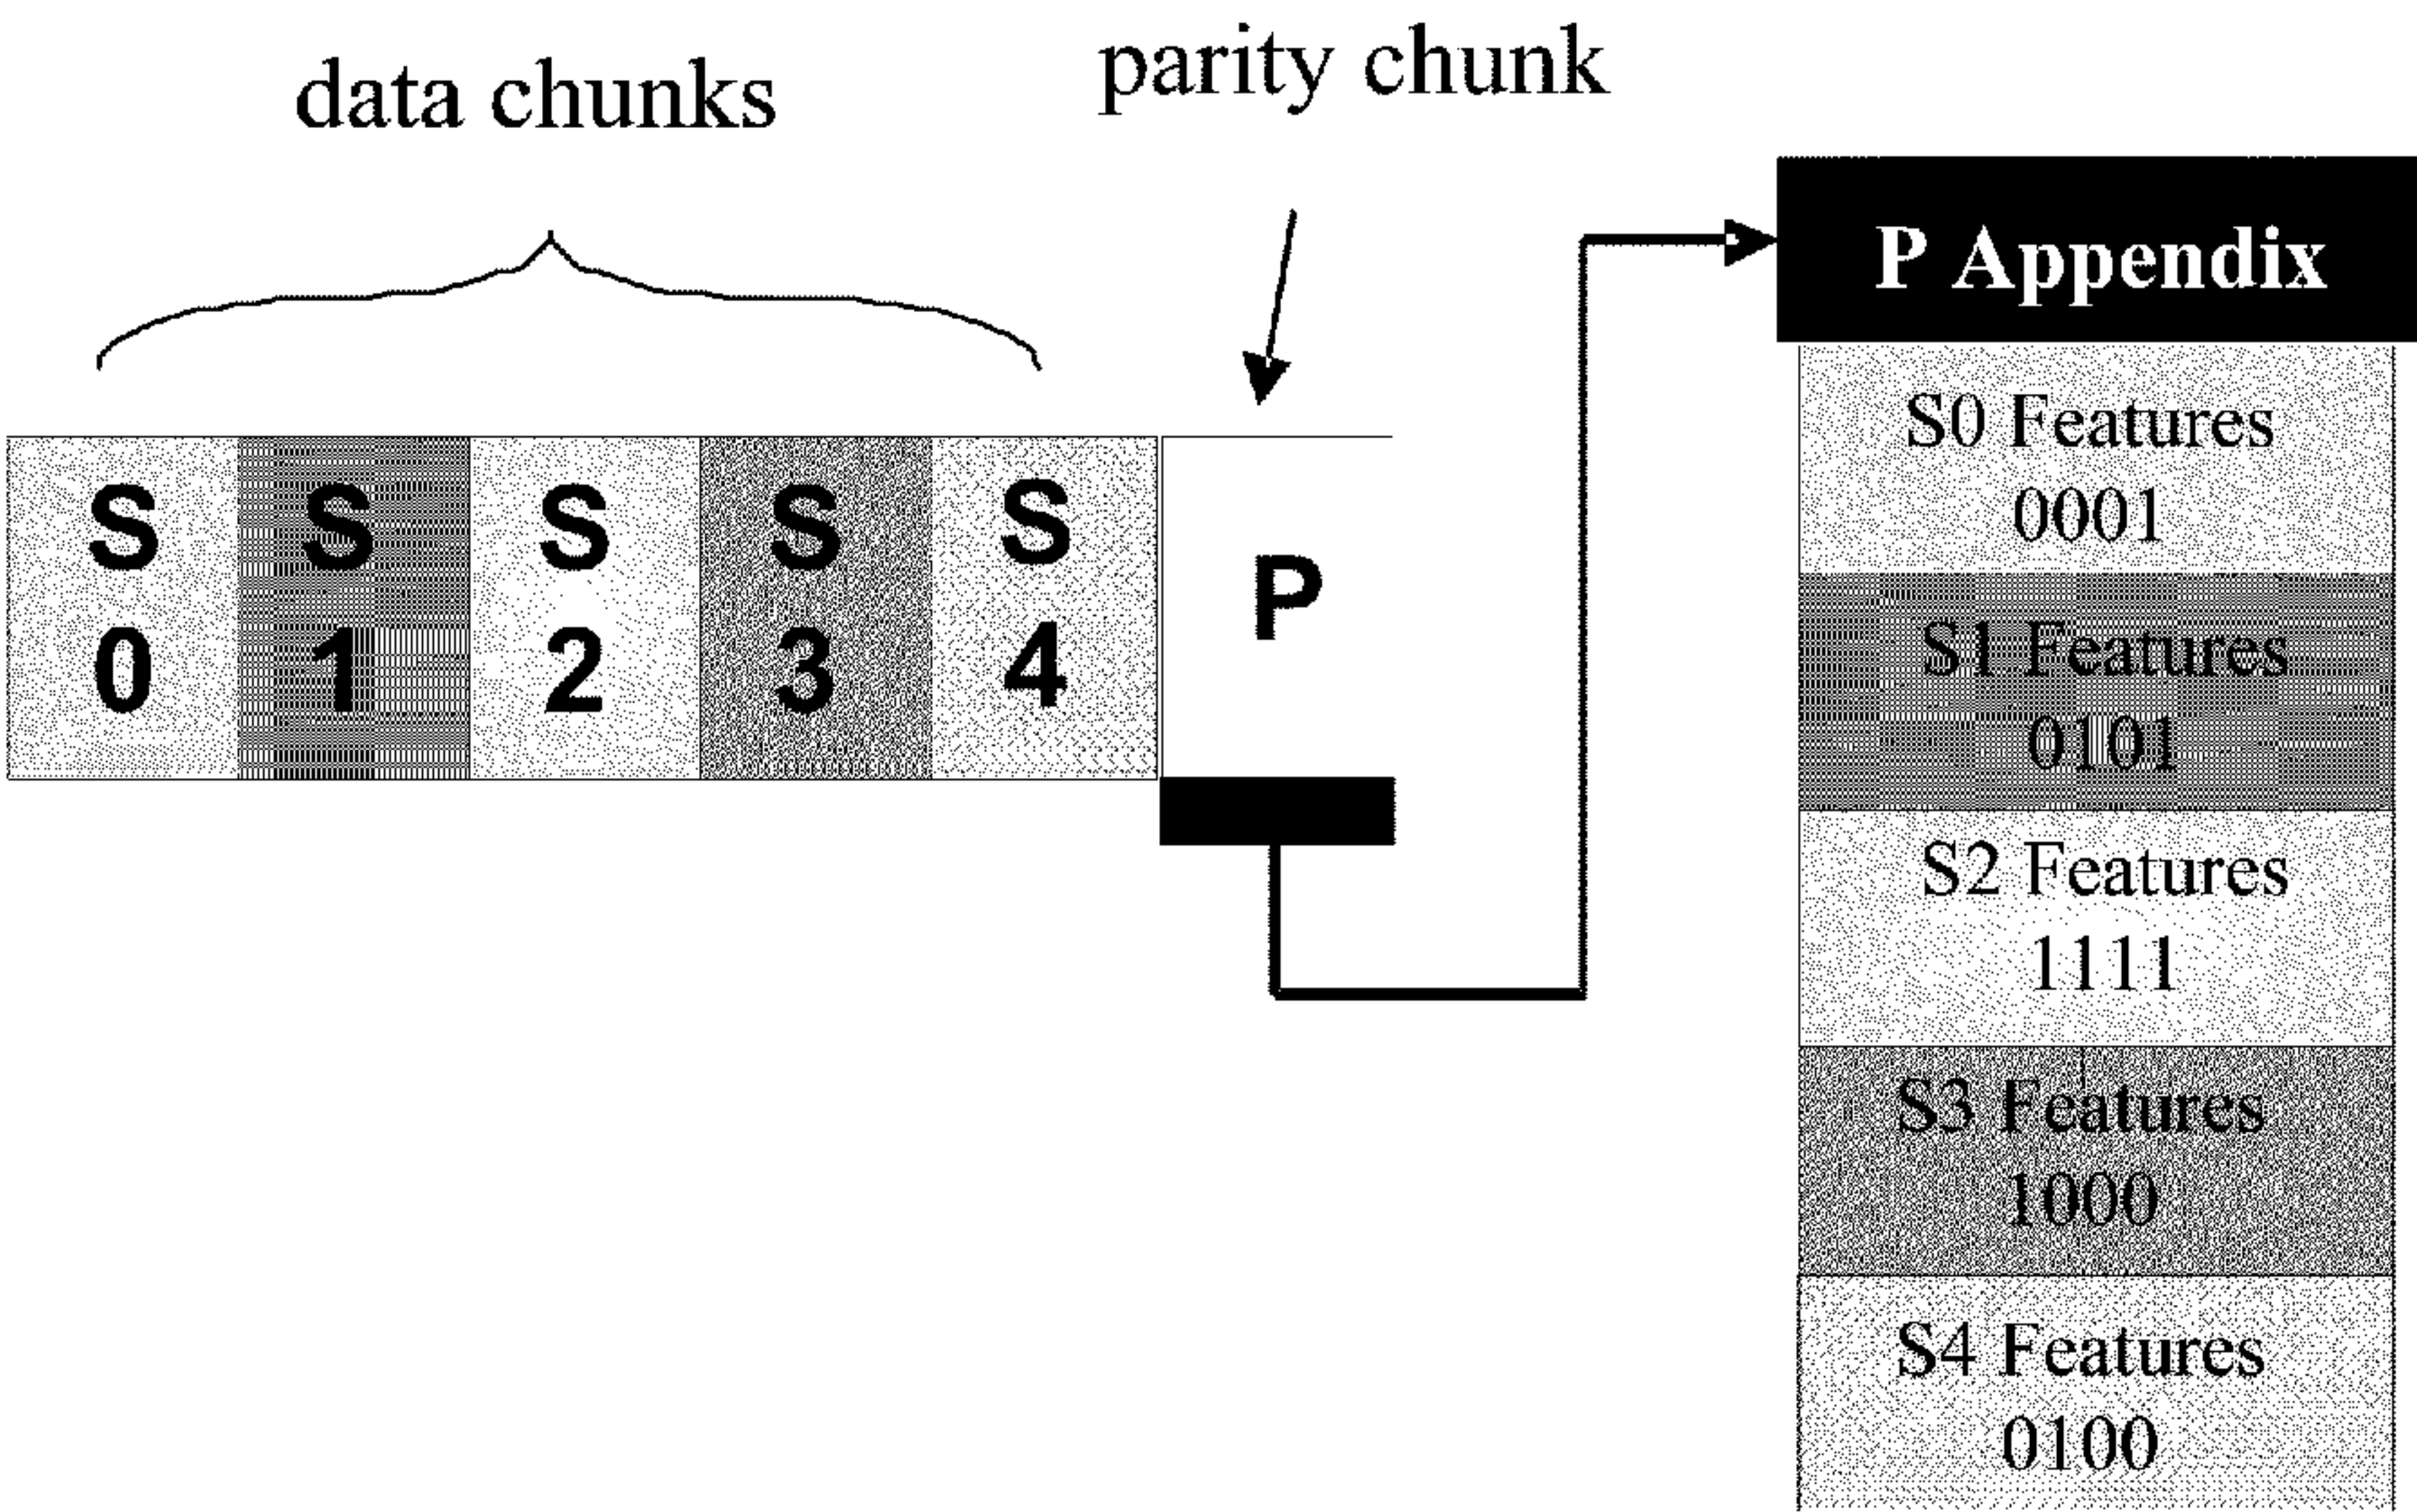 data chunks
parity chunk
S S S S S
0 1 2 3 4
P
P Appendix
S0 Features
0001
S1 Features
0101
S2 Features
1111
S3 Features
1000
S4 Features
0100